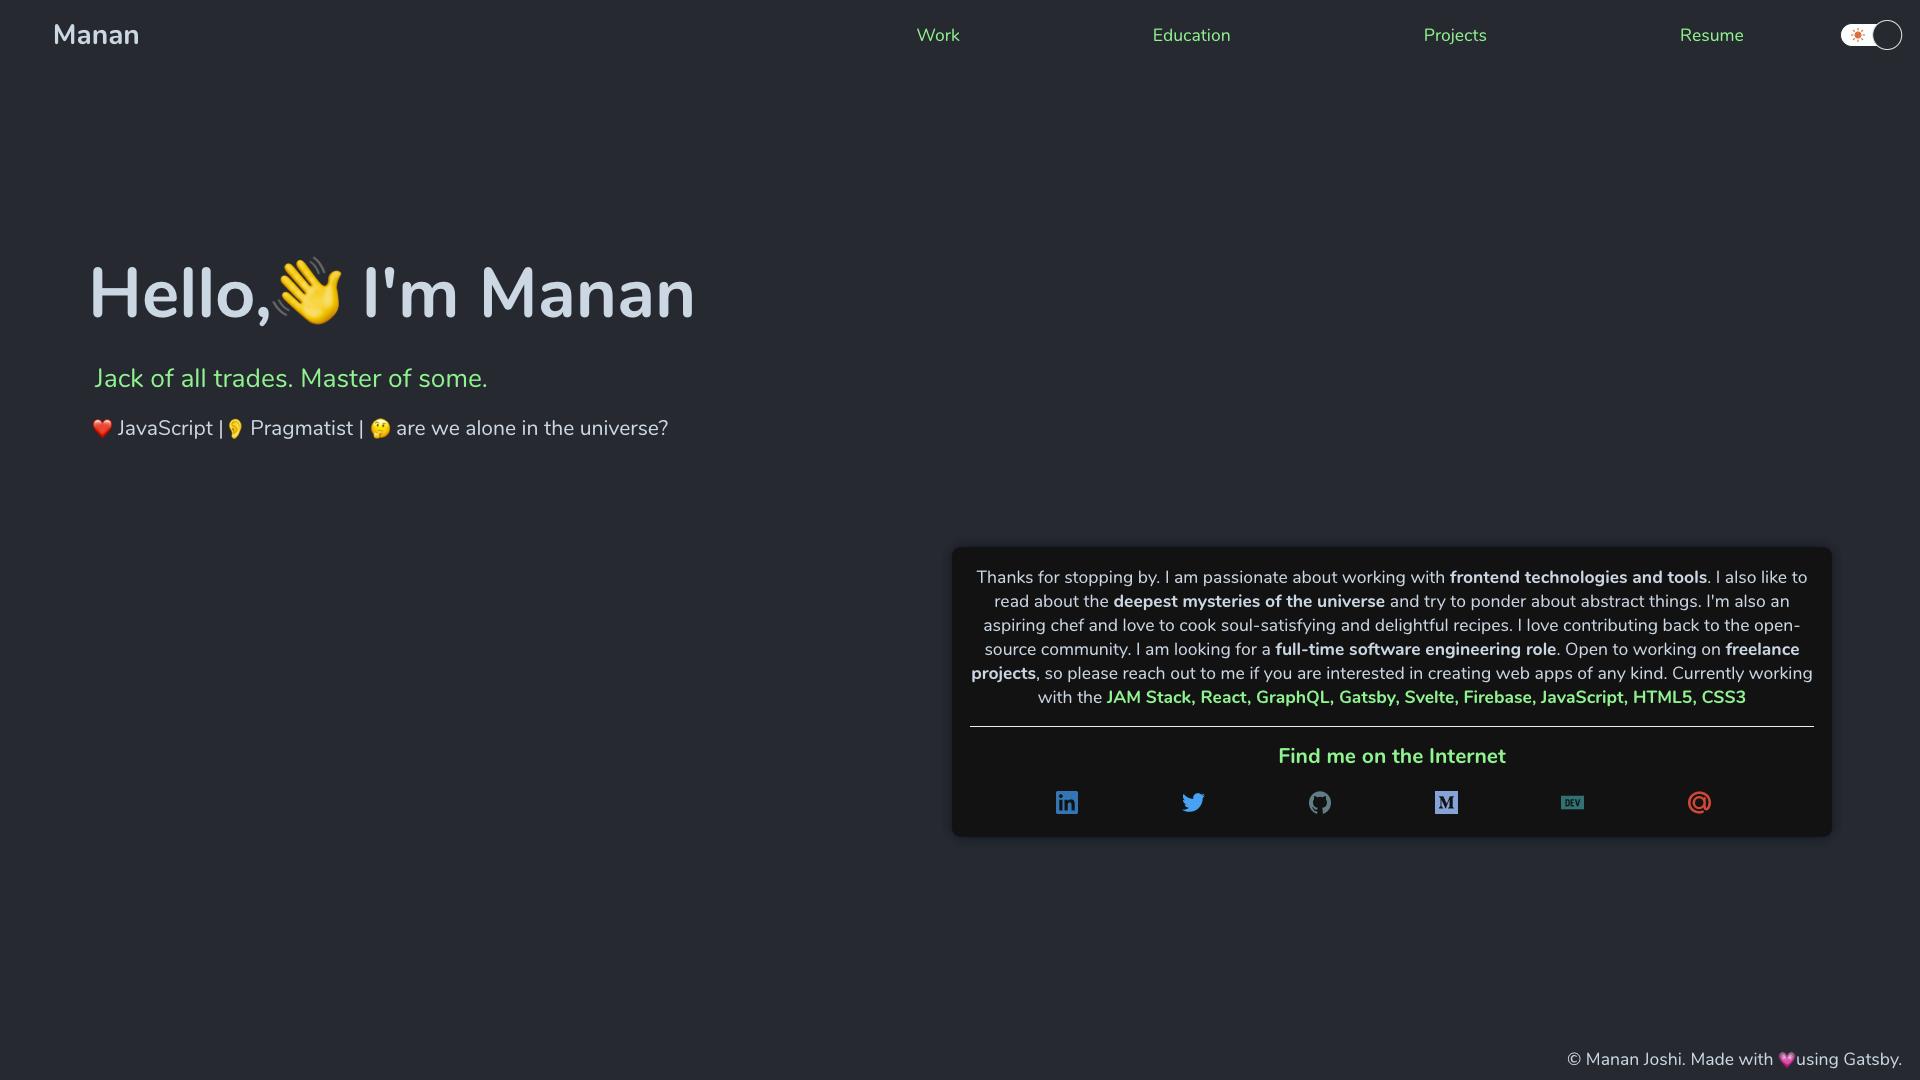 Manan
Work
Education
Projects
Resume
Hello,👋 I'm Manan
Jack of all trades. Master of some.
❤️ JavaScript |👂 Pragmatist | 🤔 are we alone in the universe?
Thanks for stopping by. I am passionate about working with frontend technologies and tools. I also like to
read about the deepest mysteries of the universe and try to ponder about abstract things. I'm also an
aspiring chef and love to cook soul-satisfying and delightful recipes. I love contributing back to the open-
source community. I am looking for a full-time software engineering role. Open to working on freelance
projects, so please reach out to me if you are interested in creating web apps of any kind. Currently working
with the JAM Stack, React, GraphQL, Gatsby, Svelte, Firebase, JavaScript, HTML5, CSS3
Find me on the Internet
in
M
DEV
© Manan Joshi. Made with 💗using Gatsby.